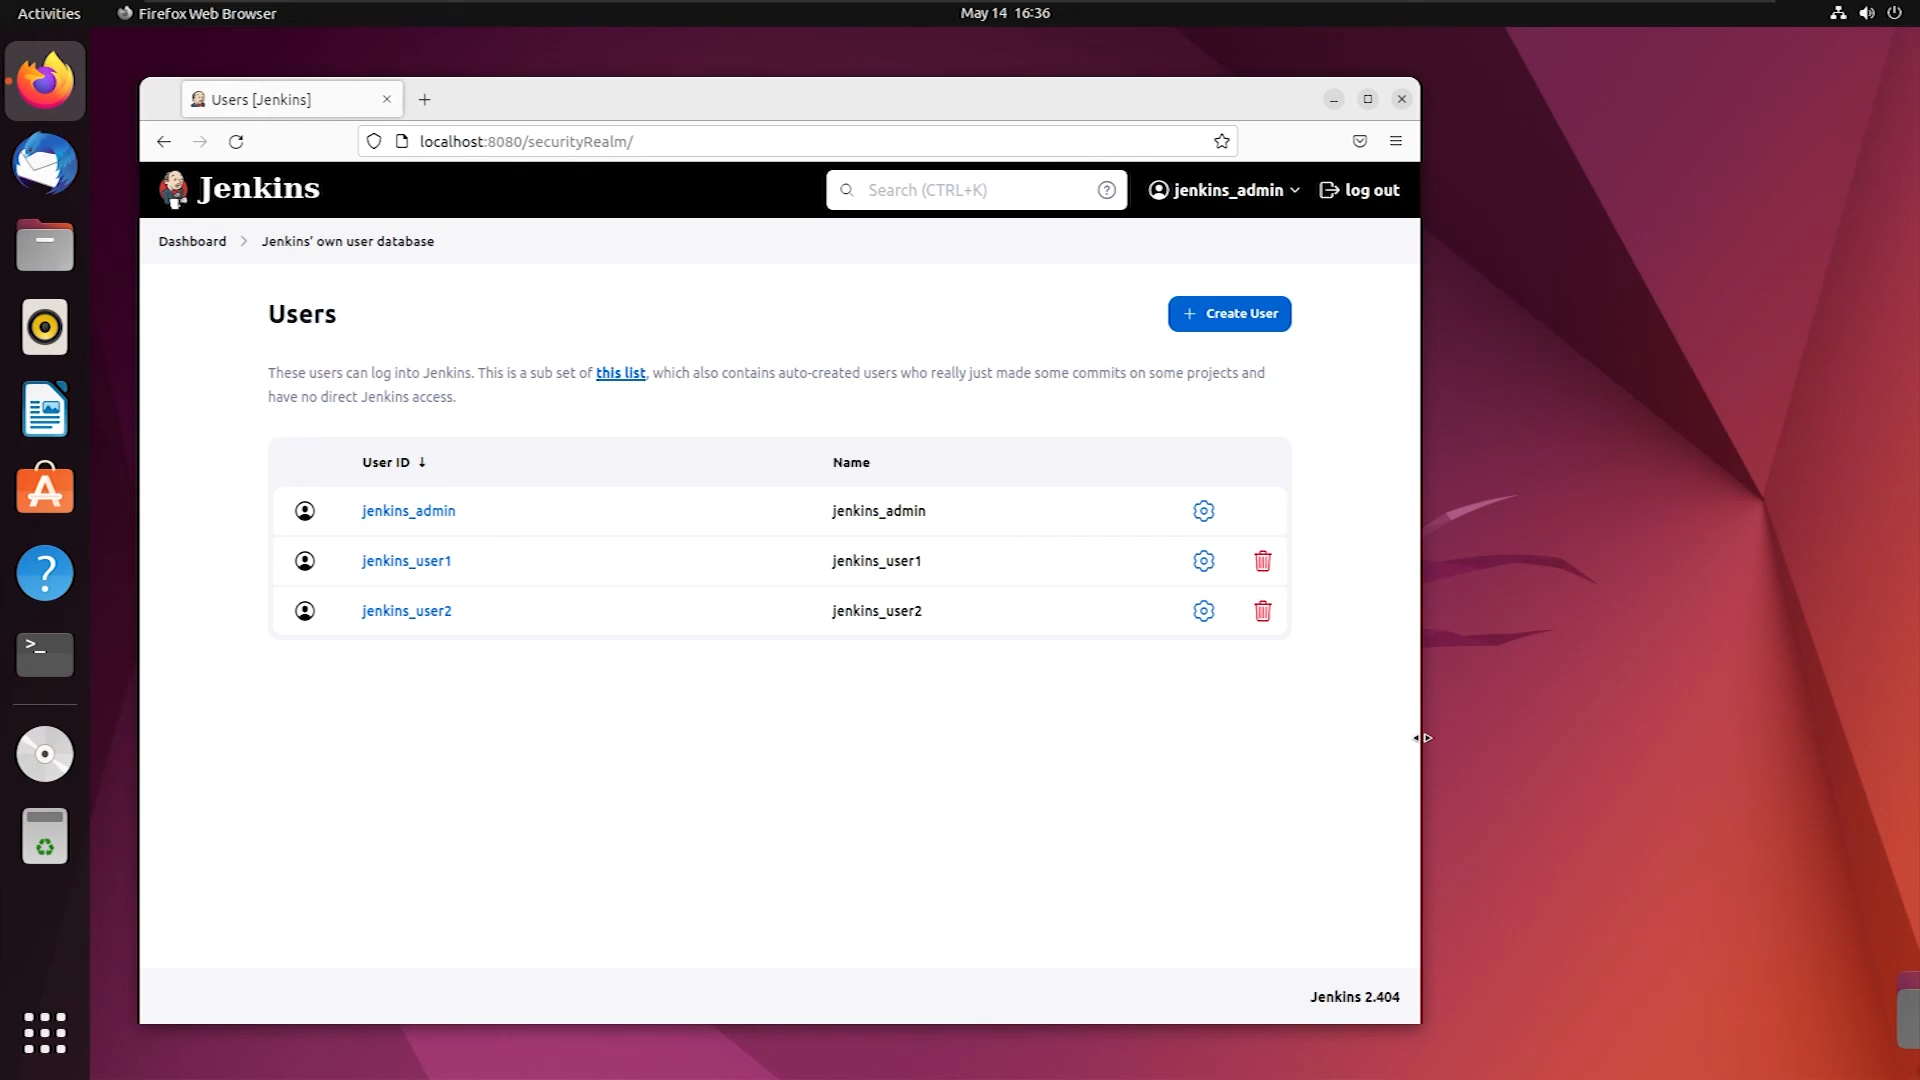 Activities Firefox Web Browser May 14 16:36
Users [Jenkins]
localhost:8080/securityRealm/
Jenkins Search (CTRL+K) jenkins_admin log out
Dashboard Jenkins' own user database
Users + Create User
These users can log into Jenkins. This is a sub set of this list, which also contains auto-created users who really just made some commits on some projects and
have no direct Jenkins access.
User ID ↓ Name
jenkins_admin jenkins_admin
jenkins_user1 jenkins_user1
jenkins_user2 jenkins_user2
Jenkins 2.404